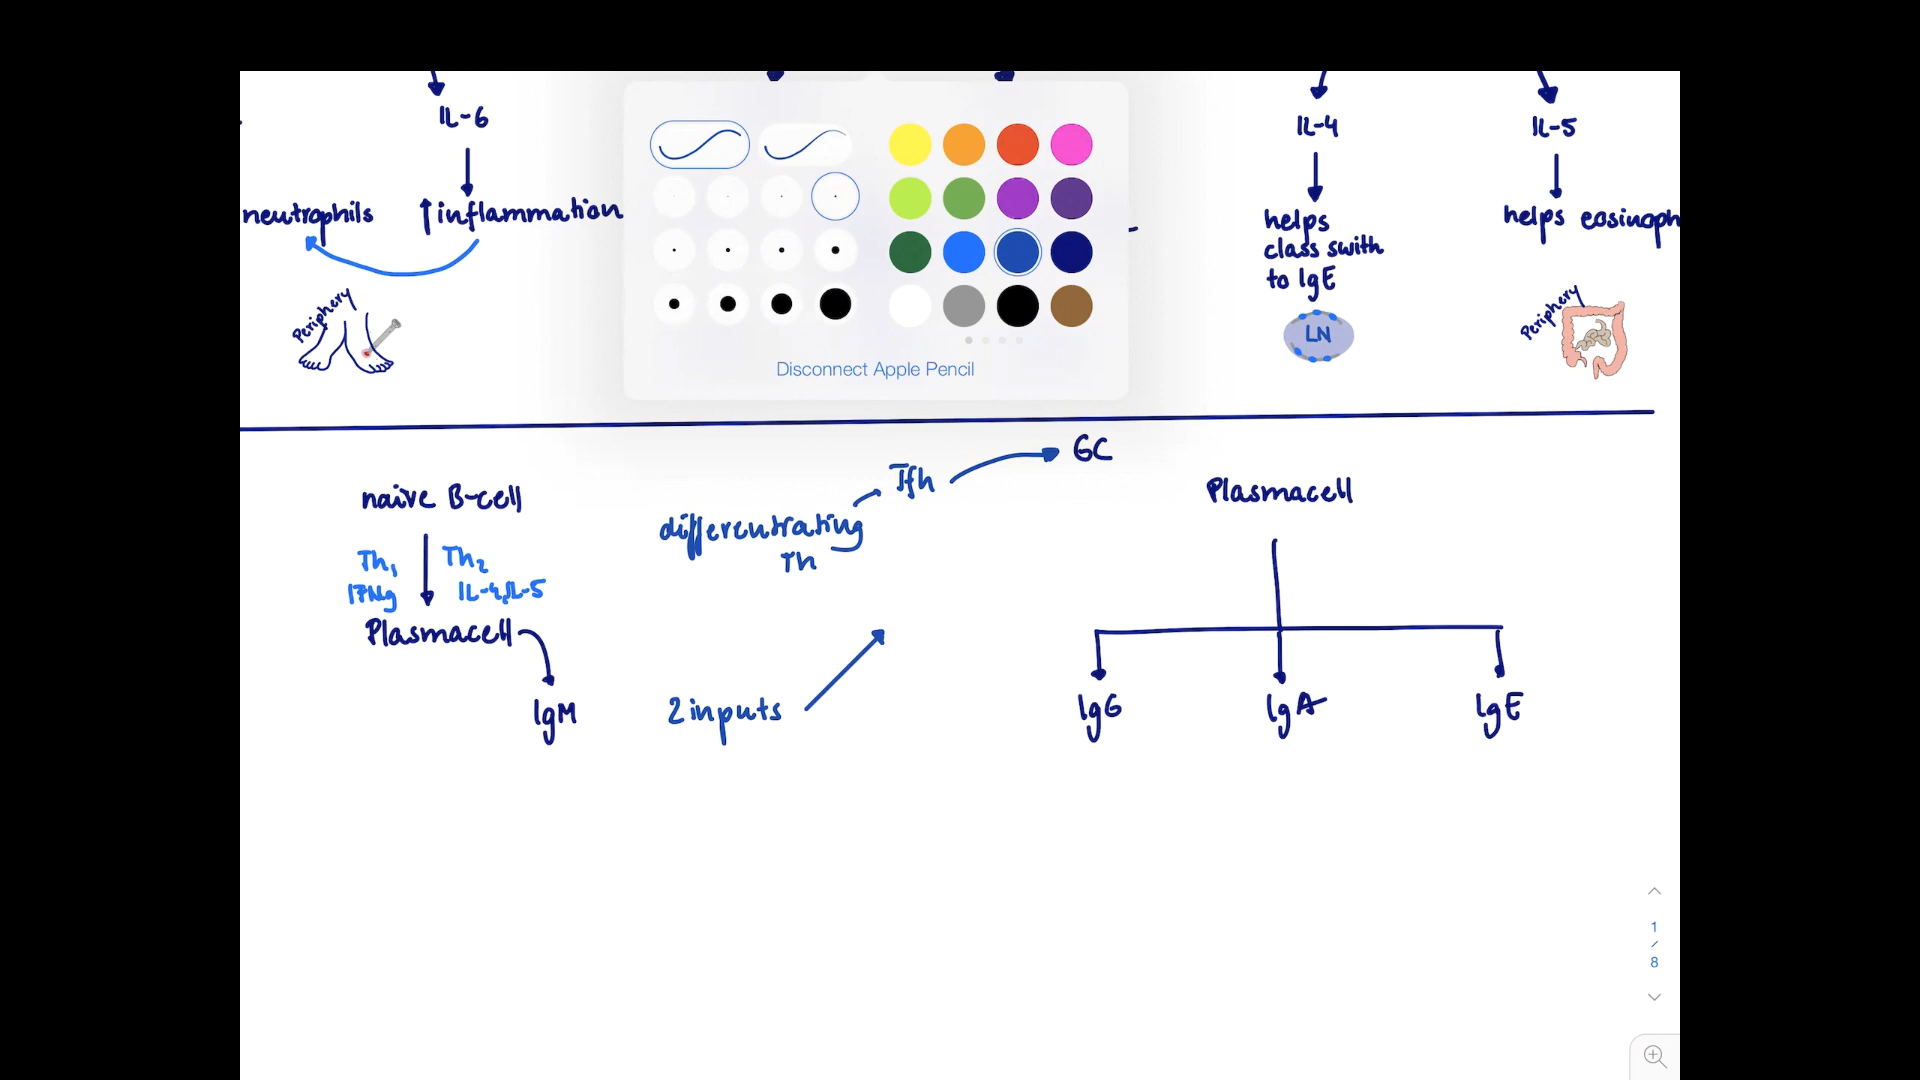 IL-6
IL-4
IL-5
neutrophils
↑ inflammation
helps
class swith
to IgE
helps eosinoph
Periphery
LN
Periphery
Disconnect Apple Pencil
GC
Tfh
naive B-cell
Plasmacell
differentrating
Th
Th1
Th2
IFNg
IL-4, IL-5
Plasmacell
IgM
2 inputs
IgG
IgA
IgE
1
/
8